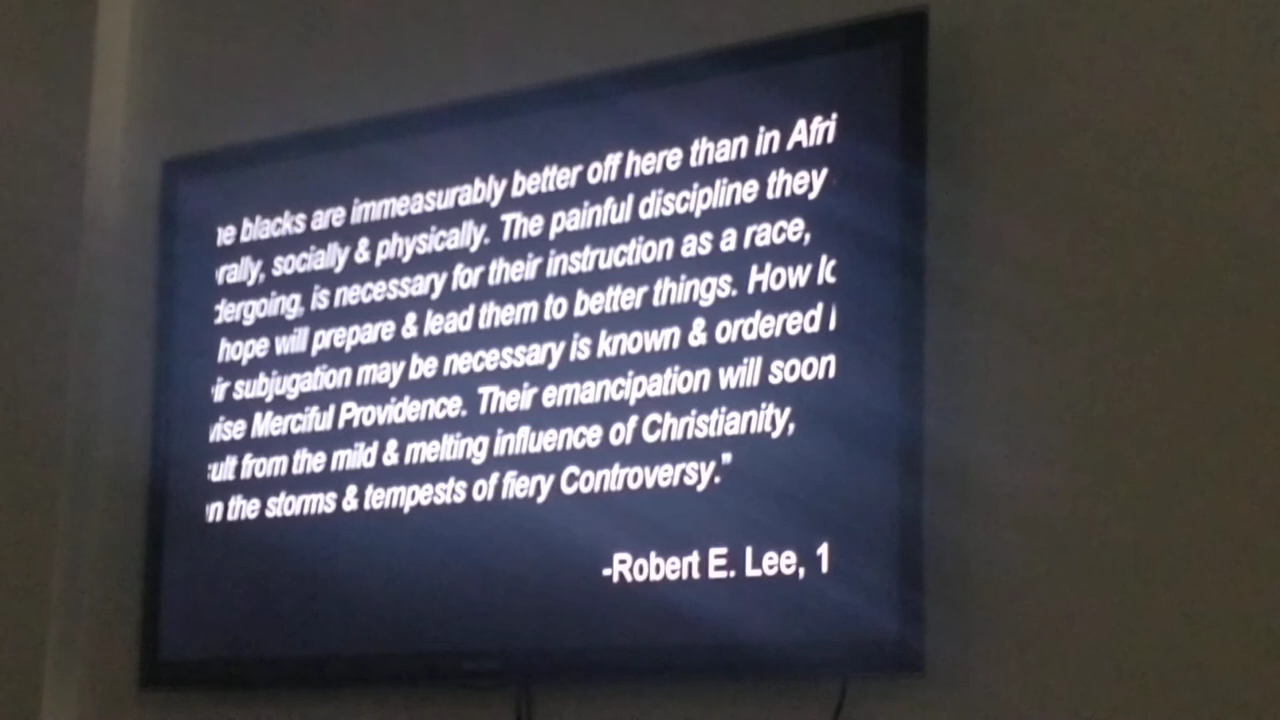 blacks are immeasurably better off here than in Afri
rally, socially & physically. The painful discipline they
dergoing, is necessary for their instruction as a race,
hope will prepare & lead them to better things. How lo
ir subjugation may be necessary is known & ordered
vise Merciful Providence. Their emancipation will soon
ult from the mild & melting influence of Christianity,
n the storms & tempests of fiery Controversy."
-Robert E. Lee, 1